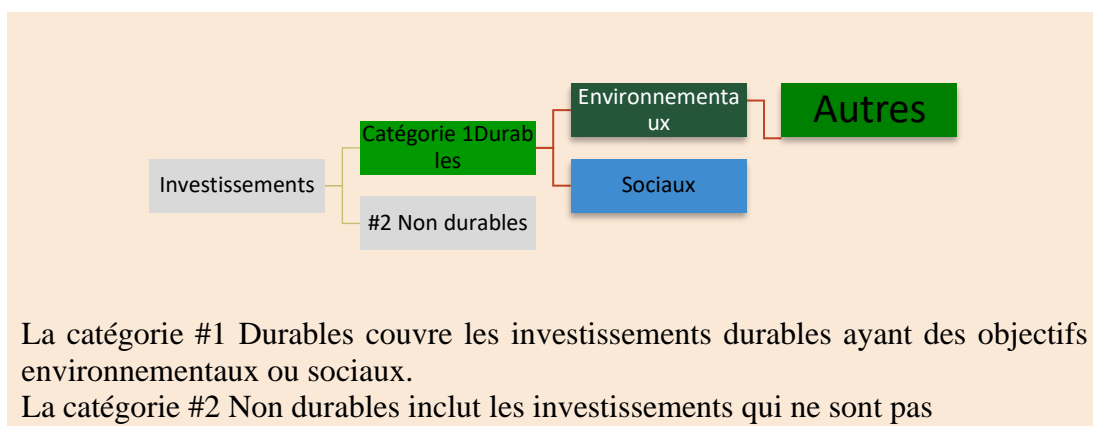 Environnementa
ux
Autres
Catégorie 1Durab
les
Investissements
Sociaux
#2 Non durables
La catégorie #1 Durables couvre les investissements durables ayant des objectifs
environnementaux ou sociaux.
La catégorie #2 Non durables inclut les investissements qui ne sont pas